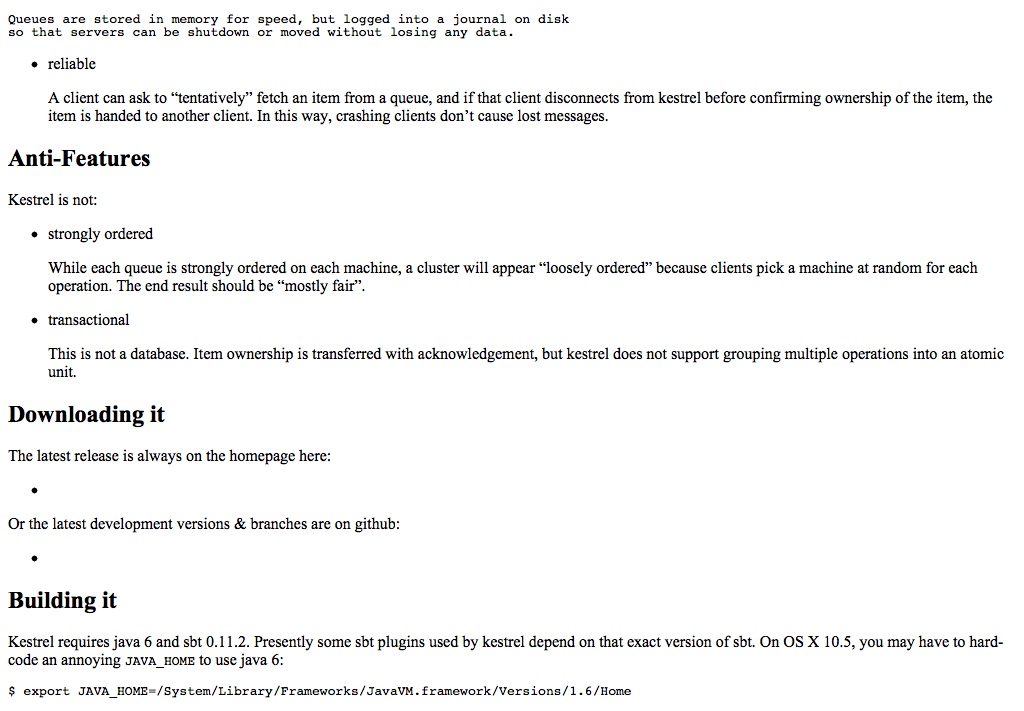 Queues are stored in memory for speed, but logged into a journal on disk
so that servers can be shutdown or moved without losing any data.
• reliable
A client can ask to “tentatively” fetch an item from a queue, and if that client disconnects from kestrel before confirming ownership of the item, the
item is handed to another client. In this way, crashing clients don’t cause lost messages.
Anti-Features
Kestrel is not:
• strongly ordered
While each queue is strongly ordered on each machine, a cluster will appear “loosely ordered” because clients pick a machine at random for each
operation. The end result should be “mostly fair”.
• transactional
This is not a database. Item ownership is transferred with acknowledgement, but kestrel does not support grouping multiple operations into an atomic
unit.
Downloading it
The latest release is always on the homepage here:
•
Or the latest development versions & branches are on github:
•
Building it
Kestrel requires java 6 and sbt 0.11.2. Presently some sbt plugins used by kestrel depend on that exact version of sbt. On OS X 10.5, you may have to hard-
code an annoying JAVA_HOME to use java 6:
$ export JAVA_HOME=/System/Library/Frameworks/JavaVM.framework/Versions/1.6/Home